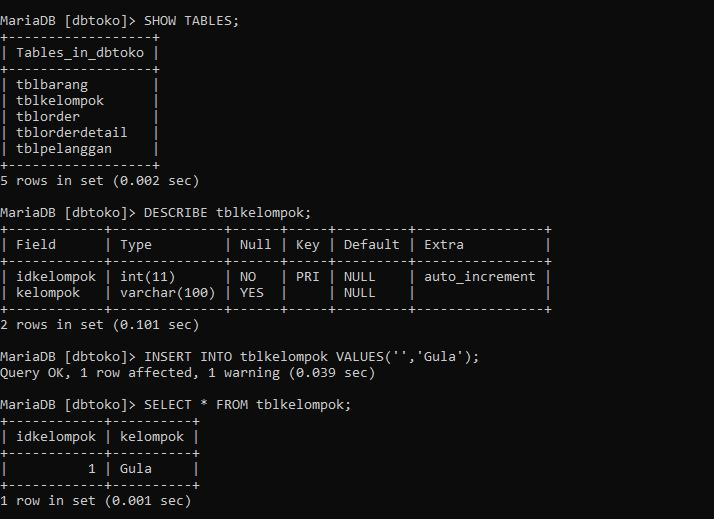 MariaDB [dbtoko]> SHOW TABLES;
+------------------+
| Tables_in_dbtoko |
+------------------+
| tblbarang        |
| tblkelompok      |
| tblorder         |
| tblorderdetail   |
| tblpelanggan     |
+------------------+
5 rows in set (0.002 sec)

MariaDB [dbtoko]> DESCRIBE tblkelompok;
+------------+--------------+------+-----+---------+----------------+
| Field      | Type         | Null | Key | Default | Extra          |
+------------+--------------+------+-----+---------+----------------+
| idkelompok | int(11)      | NO   | PRI | NULL    | auto_increment |
| kelompok   | varchar(100) | YES  |     | NULL    |                |
+------------+--------------+------+-----+---------+----------------+
2 rows in set (0.101 sec)

MariaDB [dbtoko]> INSERT INTO tblkelompok VALUES('','Gula');
Query OK, 1 row affected, 1 warning (0.039 sec)

MariaDB [dbtoko]> SELECT * FROM tblkelompok;
+------------+----------+
| idkelompok | kelompok |
+------------+----------+
|          1 | Gula     |
+------------+----------+
1 row in set (0.001 sec)